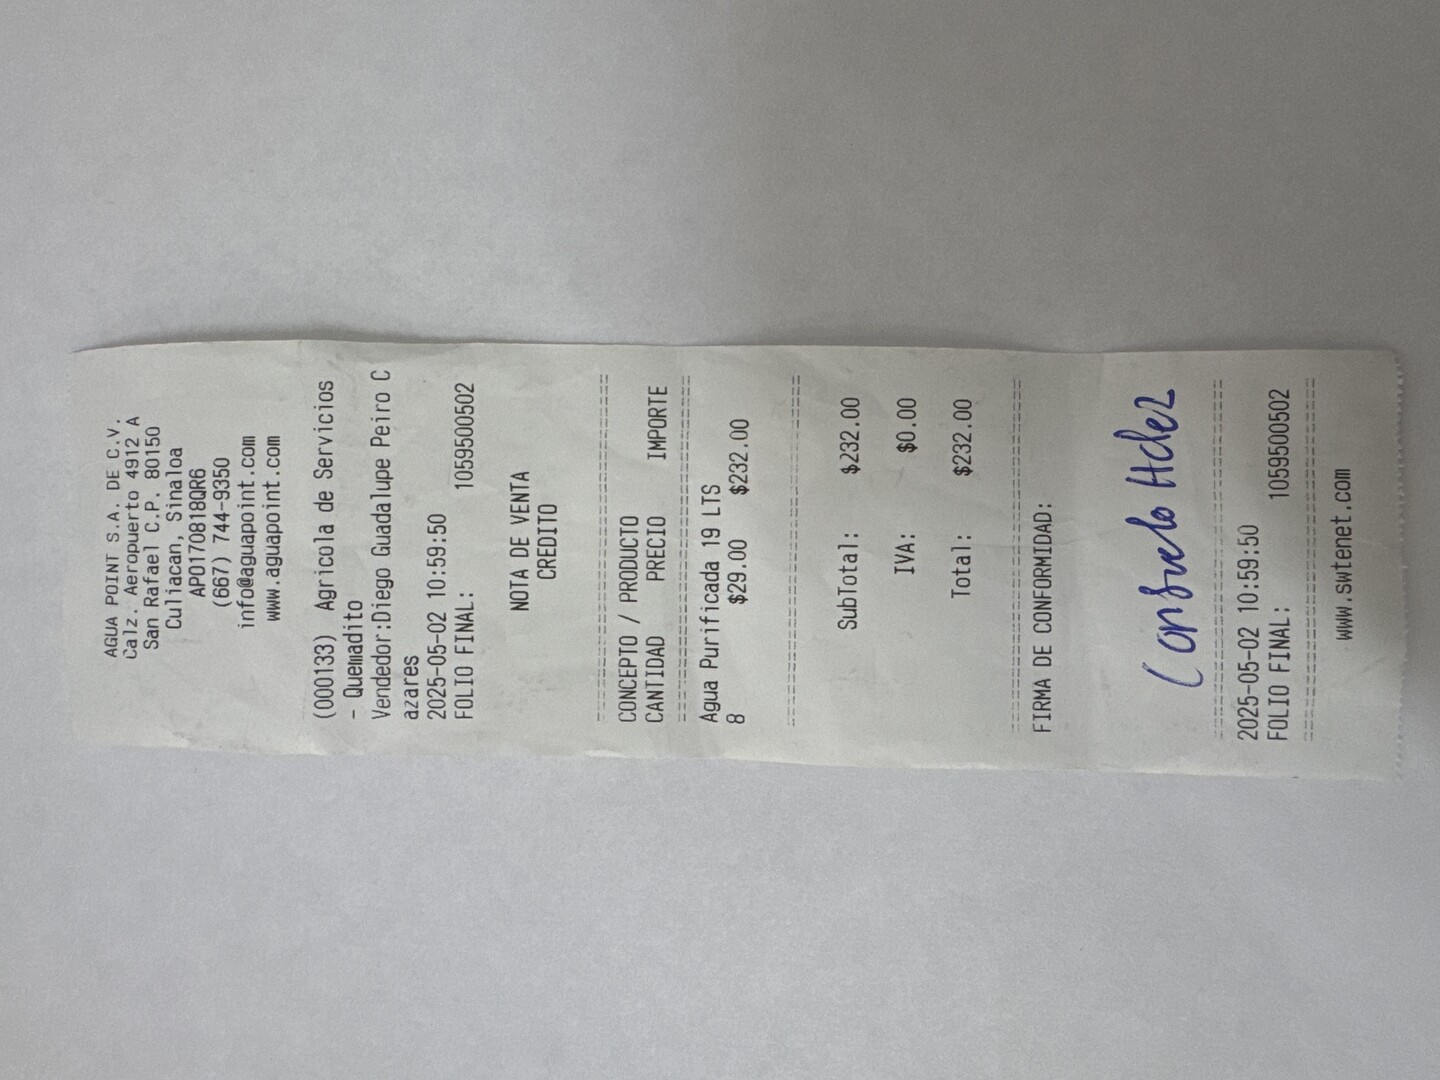 AGUA POINT S.A. DE C.V.
Calz. Aeropuerto 4912 A
San Rafael C.P. 80150
Culiacan, Sinaloa
APO170818QR6
(667) 744-9350
info@aguapoint.com
www.aguapoint.com
(000133)  Agricola de Servicios
- Quemadito
Vendedor:Diego Guadalupe Peiro C
azares
2025-05-02 10:59:50
FOLIO FINAL: 1059500502
NOTA DE VENTA
CREDITO
CONCEPTO / PRODUCTO
CANTIDAD PRECIO IMPORTE
Agua Purificada 19 LTS
8 $29.00 $232.00
SubTotal: $232.00
IVA: $0.00
Total: $232.00
FIRMA DE CONFORMIDAD:
Consuelo Hdez
2025-05-02 10:59:50
FOLIO FINAL: 1059500502
www.swtenet.com